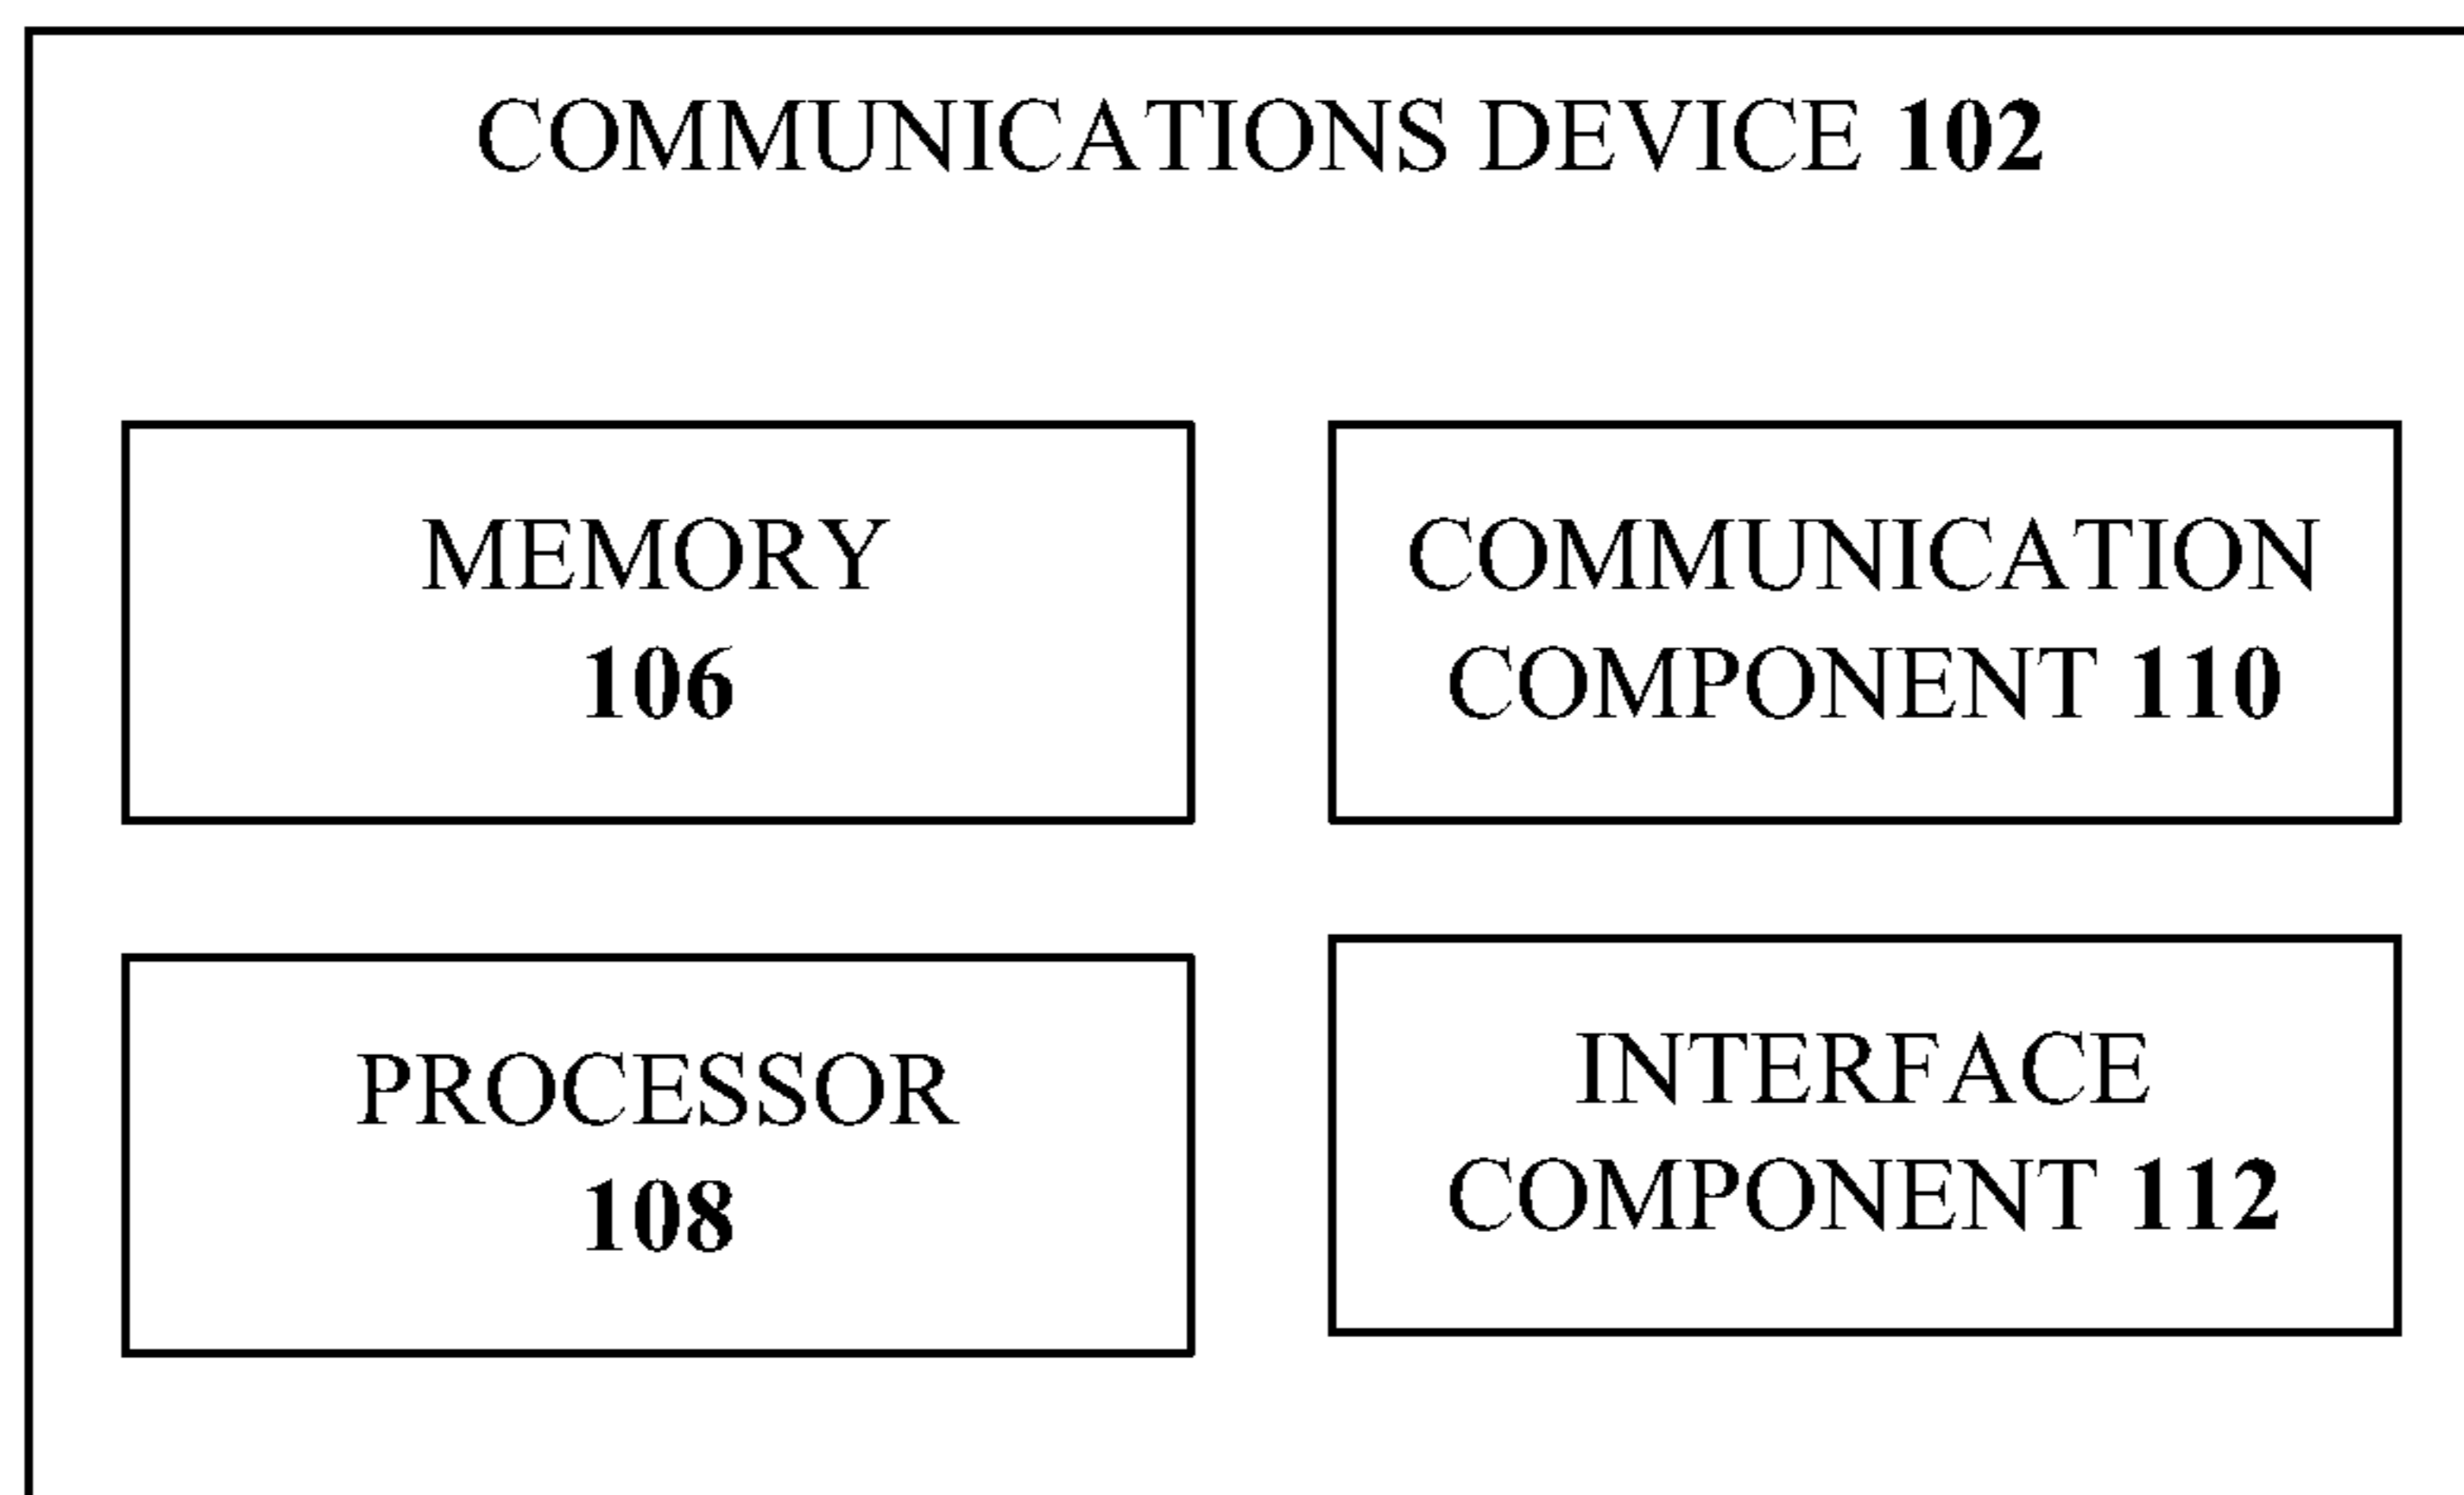 COMMUNICATIONS DEVICE 102
MEMORY
106
COMMUNICATION
COMPONENT 110
PROCESSOR
108
INTERFACE
COMPONENT 112